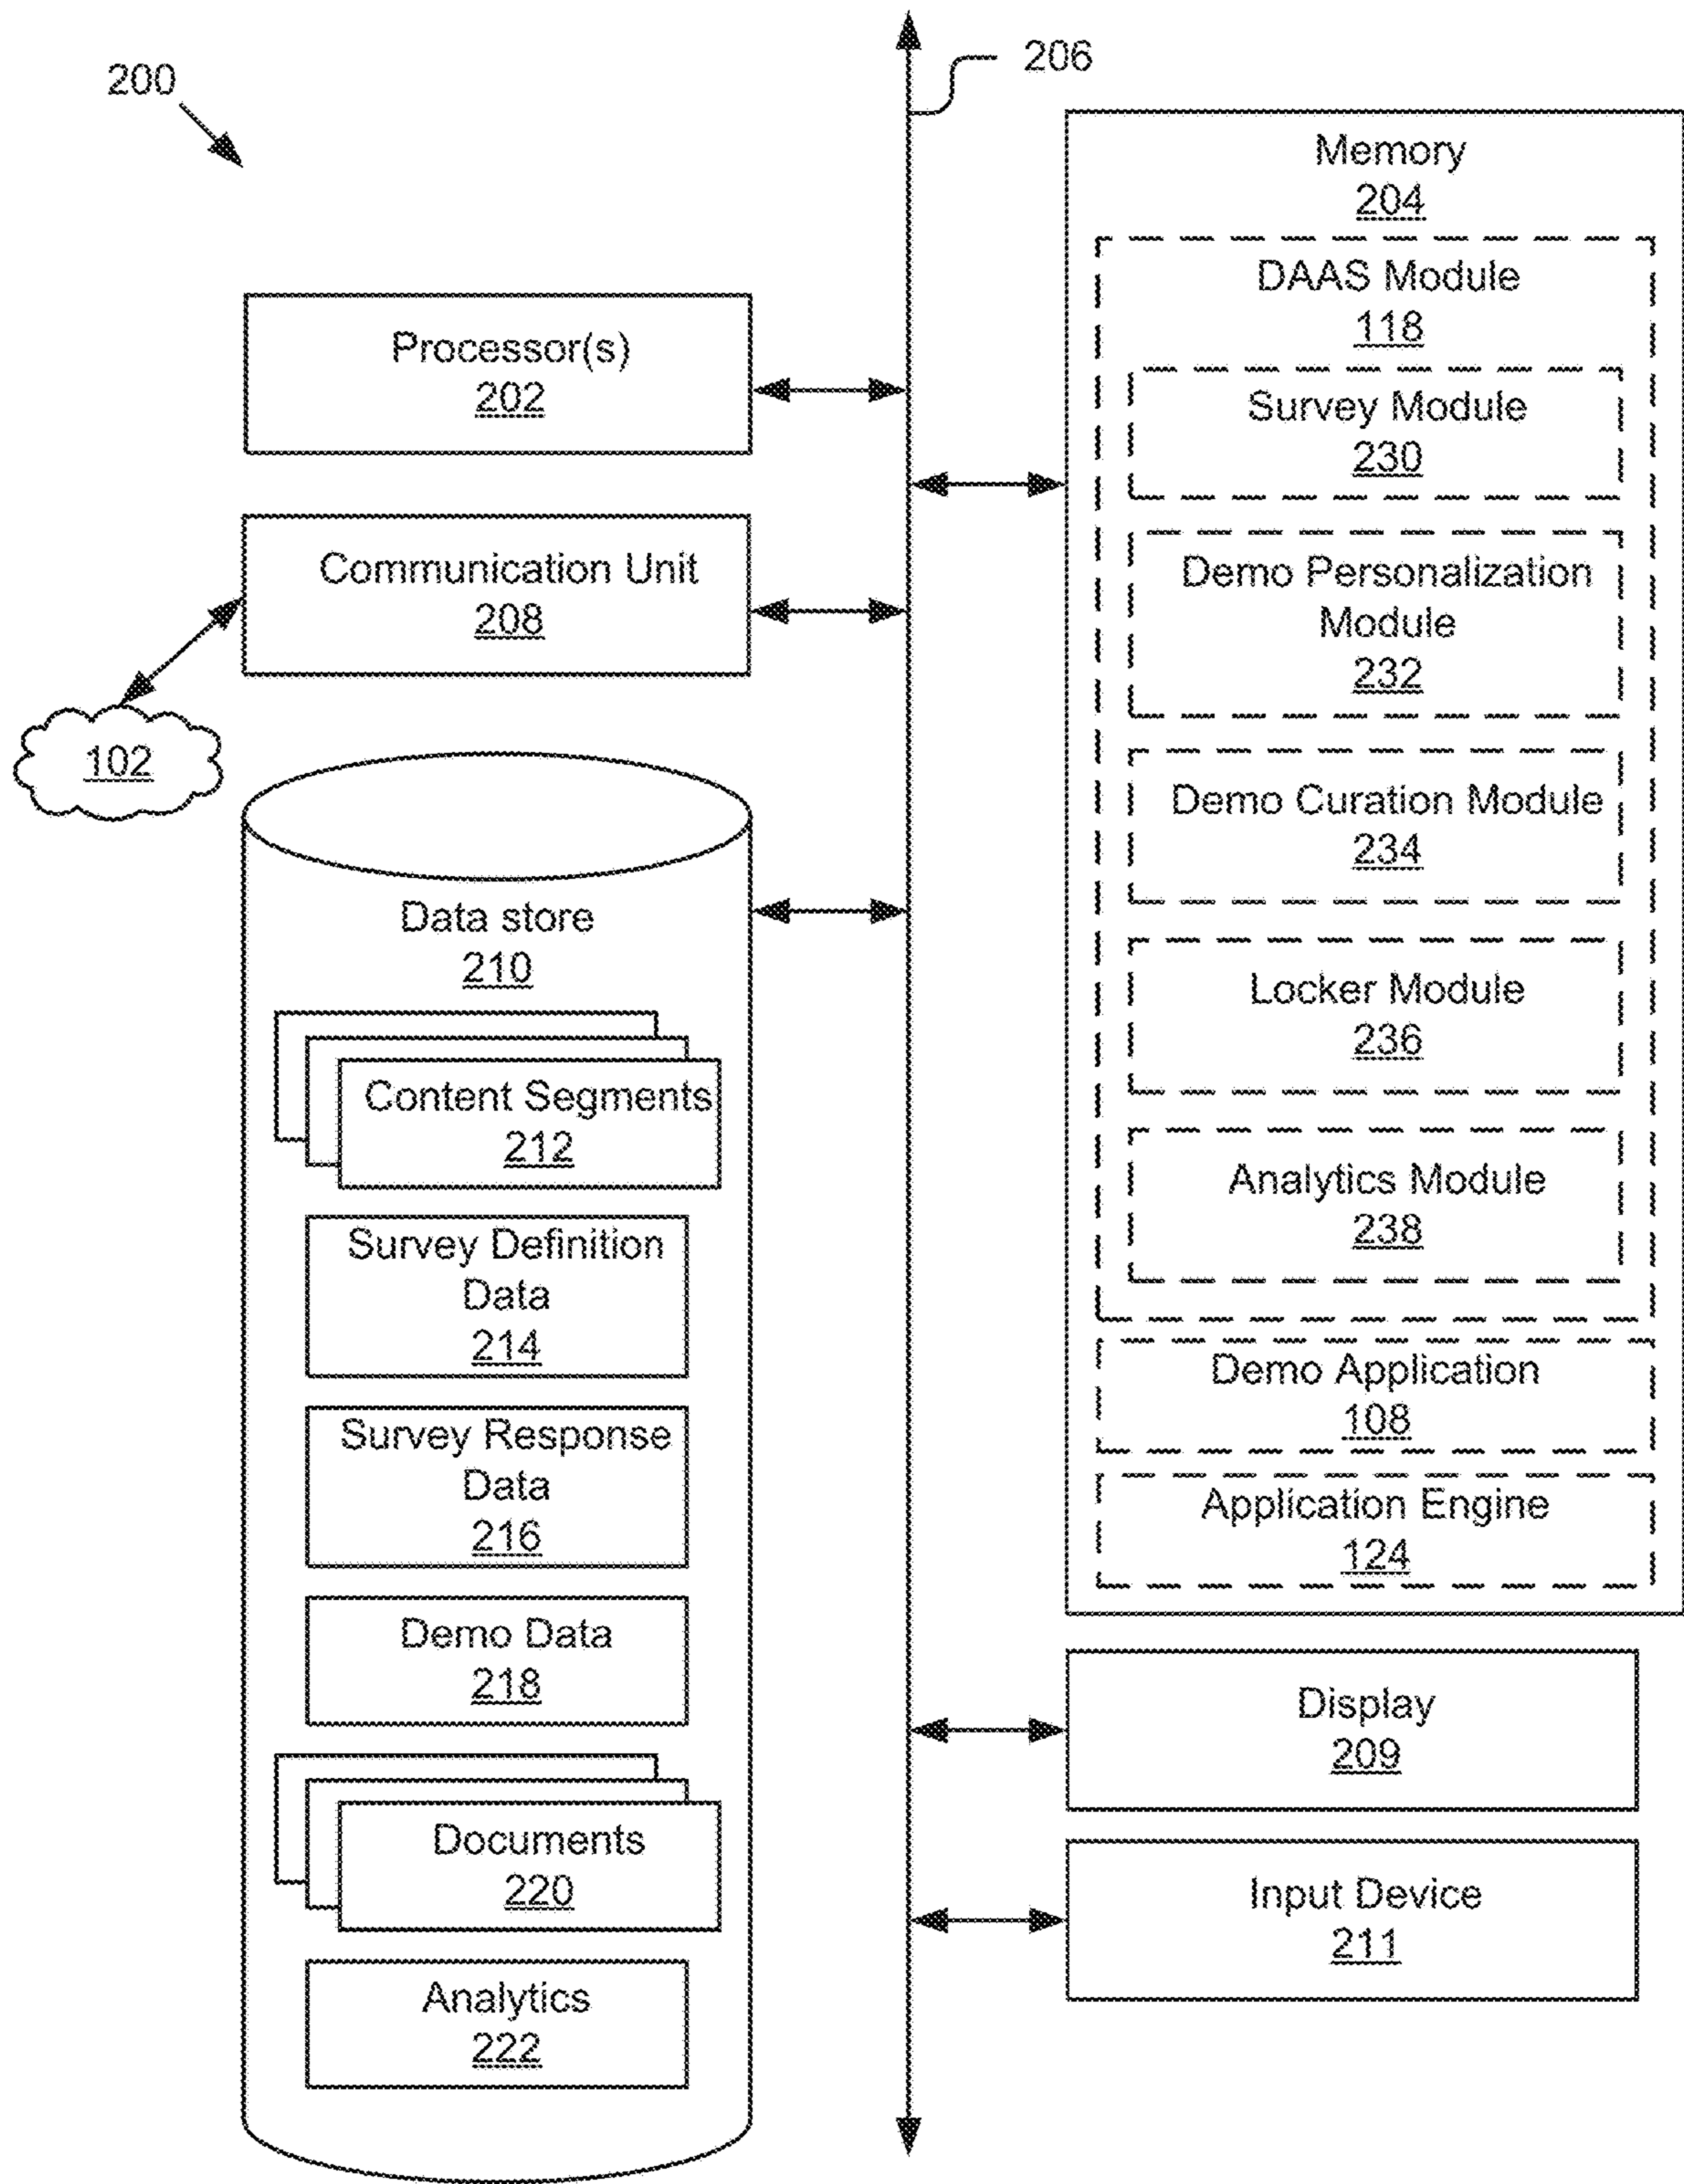 200
206
Processor(s)
202
Communication Unit
208
102
Data store
210
Content Segments
212
Survey Definition
Data
214
Survey Response
Data
216
Demo Data
218
Documents
220
Analytics
222
Memory
204
DAAS Module
118
Survey Module
230
Demo Personalization
Module
232
Demo Curation Module
234
Locker Module
236
Analytics Module
238
Demo Application
108
Application Engine
124
Display
209
Input Device
211